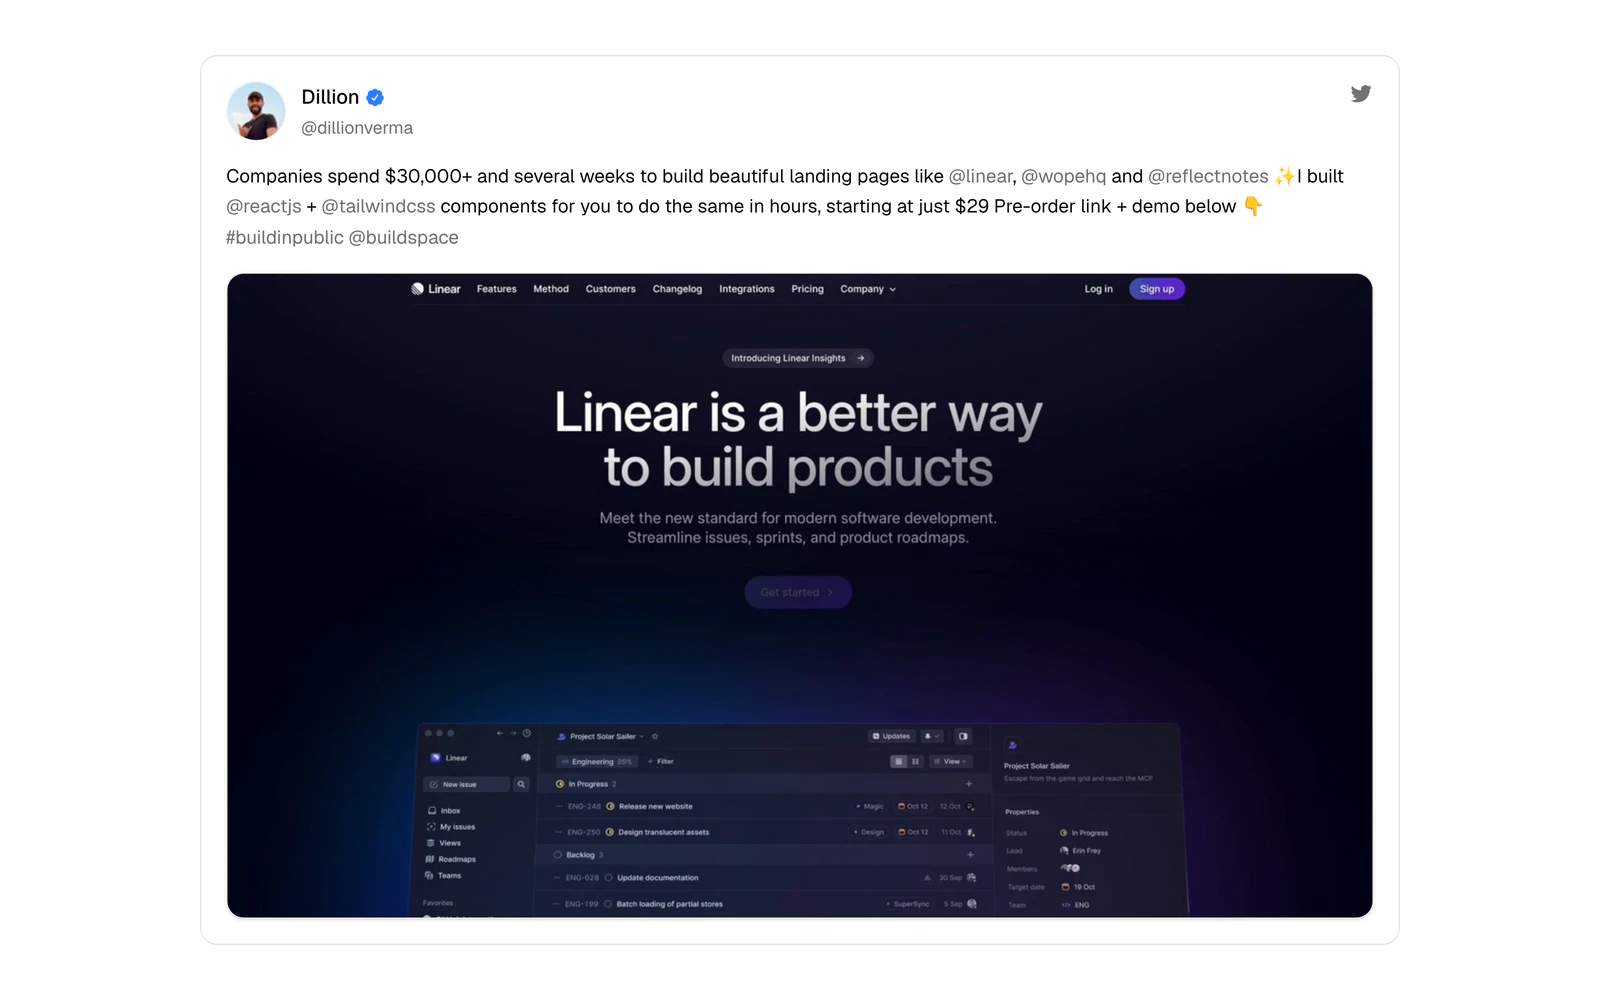 Dillion
@dillionverma
Companies spend $30,000+ and several weeks to build beautiful landing pages like @linear, @wopehq and @reflectnotes ✨I built
@reactjs + @tailwindcss components for you to do the same in hours, starting at just $29 Pre-order link + demo below 👇
#buildinpublic @buildspace
Linear Features Method Customers Changelog Integrations Pricing Company Log in Sign up
Introducing Linear Insights →
Linear is a better way
to build products
Meet the new standard for modern software development.
Streamline issues, sprints, and product roadmaps.
Get started
Project Solar Sailer Updates
Linear
Engineering 89% + Filter View
Project Solar Sailer
Escape from the game grid and reach the MCP
New issue
In Progress 2
Inbox
ENG-248 Release new website Magic Oct 12 12 Oct
Properties
My issues
ENG-250 Design translucent assets Design Oct 12 11 Oct
Status In Progress
Views
Lead Erin Frey
Roadmaps
Backlog 3
Members
Teams
ENG-028 Update documentation 30 Sep
Target date 19 Oct
Favorites
ENG-199 Batch loading of partial stores SuperSync 5 Sep
Team ENG